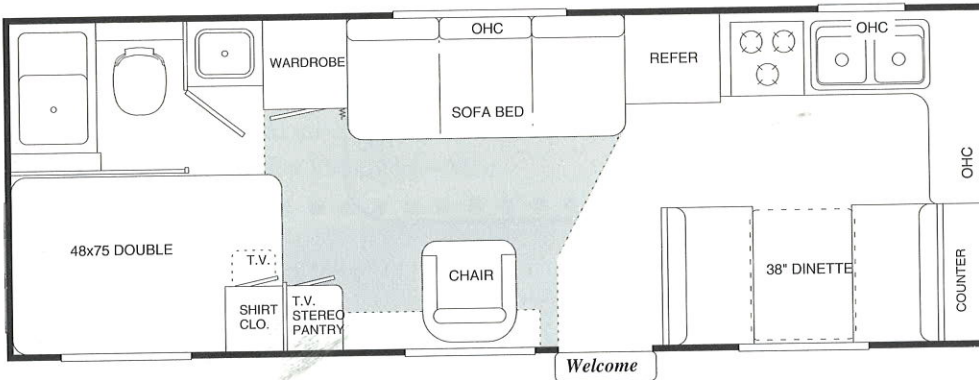 OHC
OHC
WARDROBE
REFER
SOFA BED
OHC
48x75 DOUBLE
T.V.
CHAIR
38" DINETTE
COUNTER
SHIRT
CLO.
T.V.
STEREO
PANTRY
Welcome